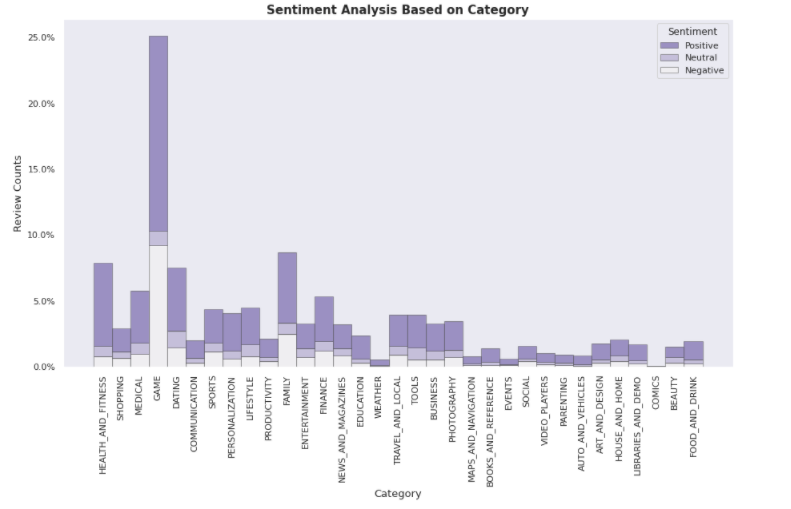 Sentiment Analysis Based on Category
Sentiment
Positive
Neutral
Negative
Review Counts
25.0%
20.0%
15.0%
10.0%
5.0%
0.0%
HEALTH_AND_FITNESS
SHOPPING
MEDICAL
GAME
DATING
COMMUNICATION
SPORTS
PERSONALIZATION
LIFESTYLE
PRODUCTIVITY
FAMILY
ENTERTAINMENT
FINANCE
NEWS_AND_MAGAZINES
EDUCATION
WEATHER
TRAVEL_AND_LOCAL
TOOLS
BUSINESS
PHOTOGRAPHY
MAPS_AND_NAVIGATION
BOOKS_AND_REFERENCE
EVENTS
SOCIAL
VIDEO_PLAYERS
PARENTING
AUTO_AND_VEHICLES
ART_AND_DESIGN
HOUSE_AND_HOME
LIBRARIES_AND_DEMO
COMICS
BEAUTY
FOOD_AND_DRINK
Category